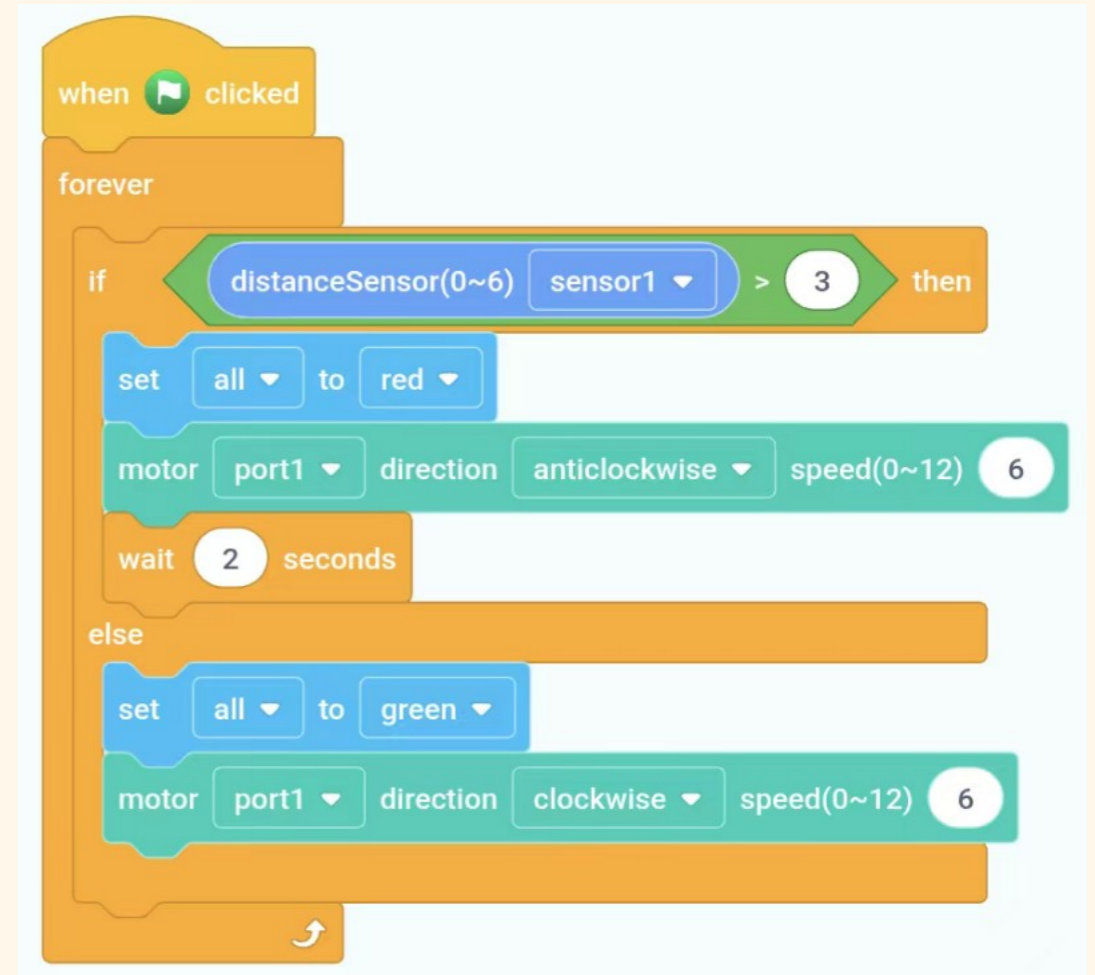 when clicked
forever
if distanceSensor(0~6) sensor1 > 3 then
set all to red
motor port1 direction anticlockwise speed(0~12) 6
wait 2 seconds
else
set all to green
motor port1 direction clockwise speed(0~12) 6